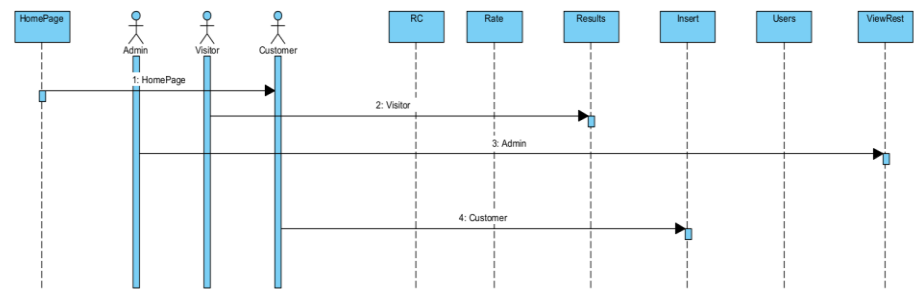 HomePage
Admin
Visitor
Customer
RC
Rate
Results
Insert
Users
ViewRest
1: HomePage
2: Visitor
3: Admin
4: Customer